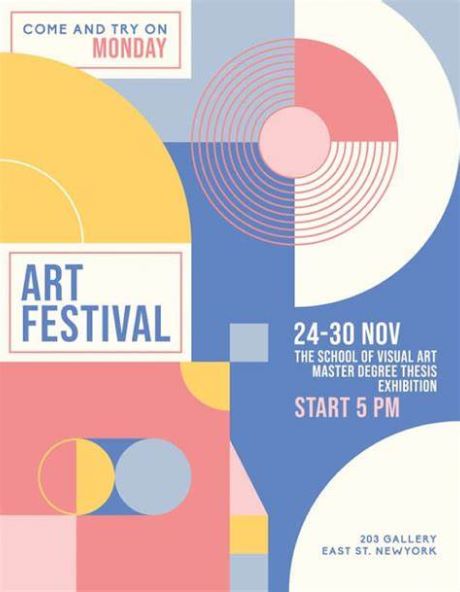 COME AND TRY ON
MONDAY
ART
FESTIVAL
24-30 NOV
THE SCHOOL OF VISUAL ART
MASTER DEGREE THESIS
EXHIBITION
START 5 PM
203 GALLERY
EAST ST. NEWYORK